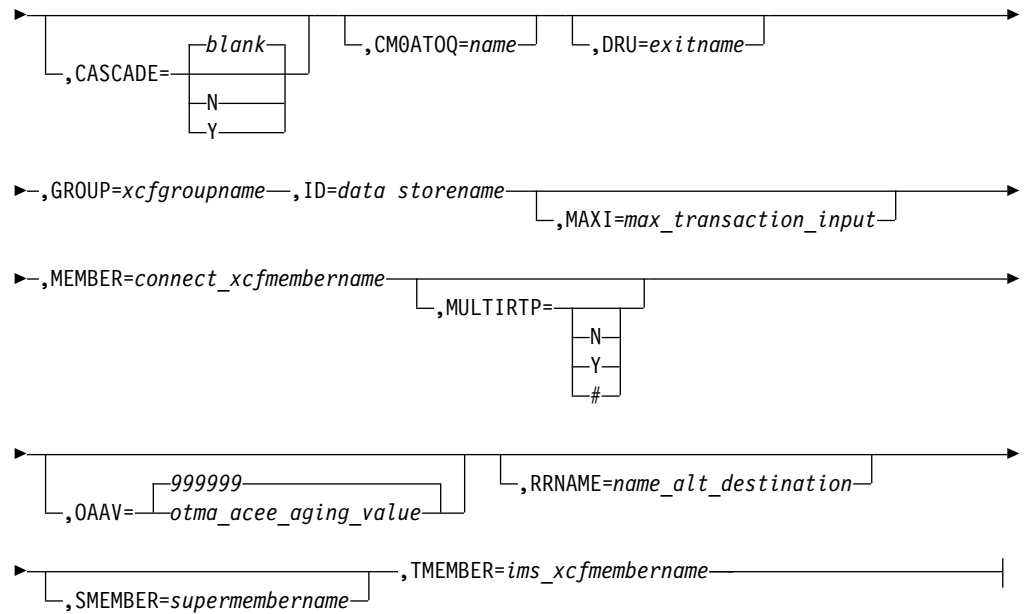 blank ,CM0ATOQ=name ,DRU=exitname
,CASCADE=
N
Y
,GROUP=xcfgroupname ,ID=data storename
,MAXI=max_transaction_input
,MEMBER=connect_xcfmembername
,MULTIRTP=
N
Y
#
999999 ,RRNAME=name_alt_destination
,OAAV= otma_acee_aging_value
,TMEMBER=ims_xcfmembername
,SMEMBER=supermembername